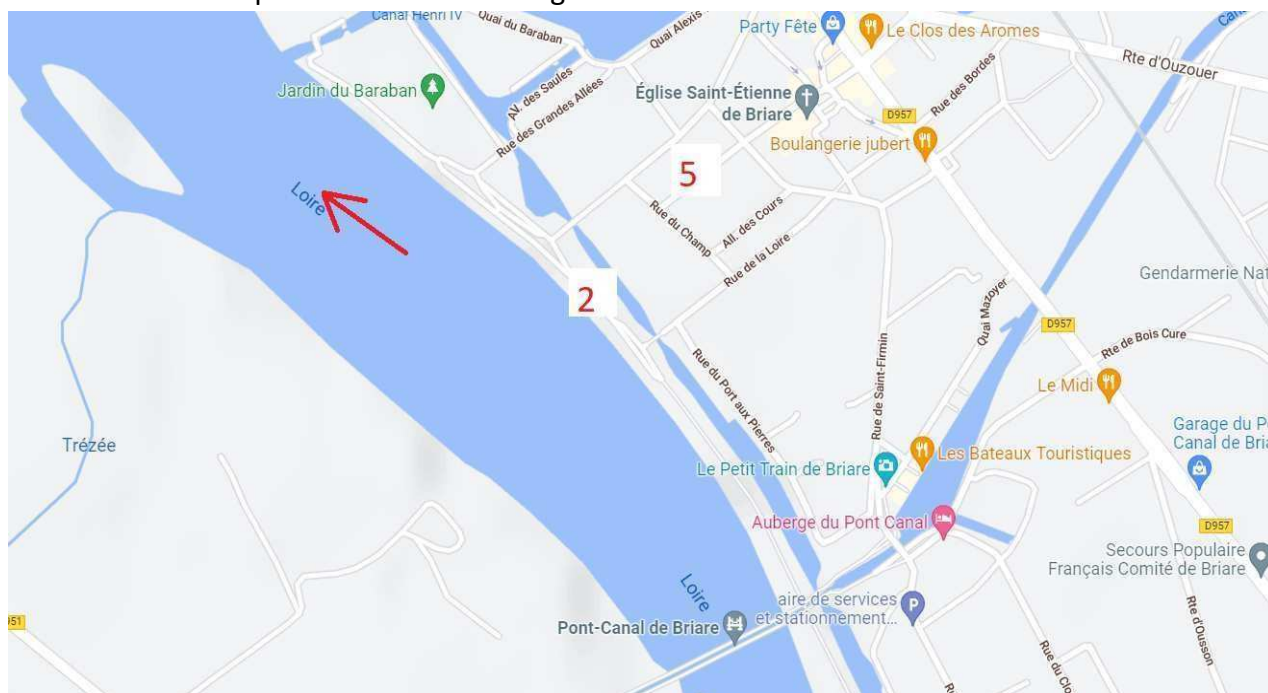 Canal Henri IV
Quai du Baraban
Quai Alexis
Party Fête
Le Clos des Aromes
Rte d'Ouzouer
Jardin du Baraban
AV. des Saules
Rue des Grandes Allées
Église Saint-Étienne
de Briare
Rue des Bordes
D957
Boulangerie jubert
Loire
5
Rue du Champ
All. des Cours
Rue de la Loire
2
Gendarmerie Nat
Quai Mazoyer
D957
Rte de Bois Cure
Rue du Port aux Pierres
Rue de Saint-Firmin
Le Midi
Trézée
Garage du P
Canal de Bria
Les Bateaux Touristiques
Le Petit Train de Briare
Auberge du Pont Canal
D957
Secours Populaire
Français Comité de Briare
Loire
aire de services
et stationnement...
Pont-Canal de Briare
Rte d'Ousson
951
Rue du Clo